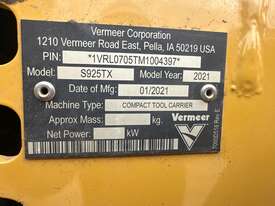 Vermeer Corporation
1210 Vermeer Road East, Pella, IA 50219 USA
PIN: *1VRL0705TM1004397*
Model: S925TX Model Year: 2021
Date of Mfg: 01/2021
Machine Type: COMPACT TOOL CARRIER
Approx Mass: kg.
Net Power: kW
Vermeer